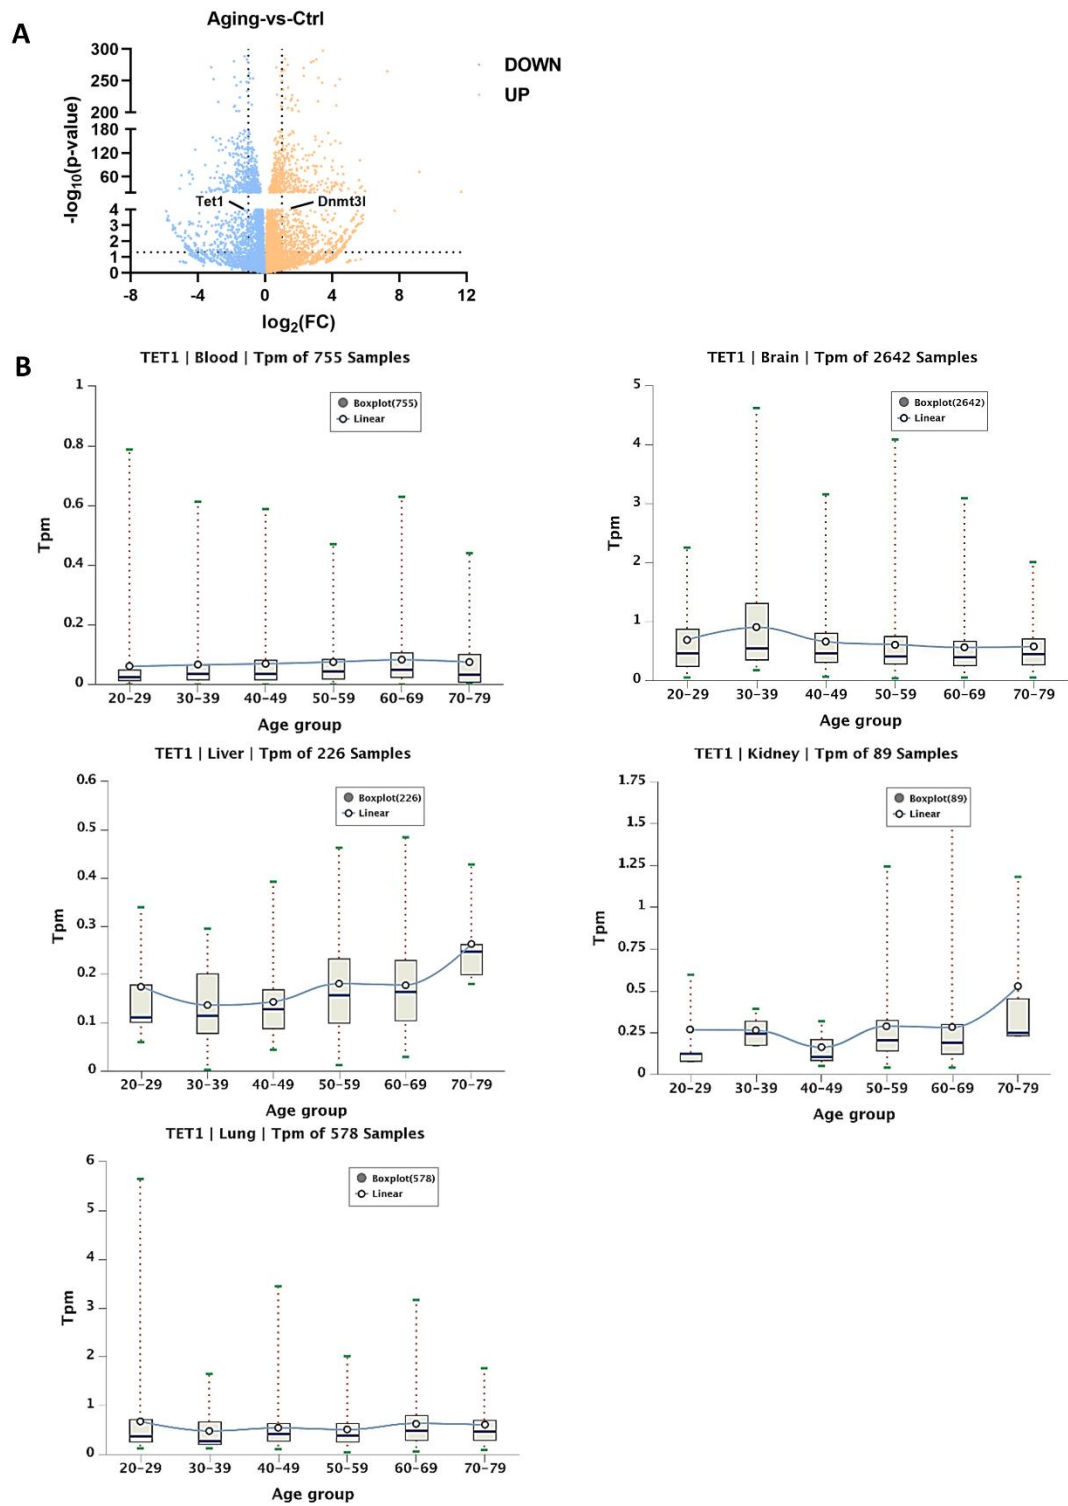 A
Aging-vs-Ctrl
300
250
200
180
120
60
4
3
2
1
0
-log10(p-value)
Tet1
Dnmt3l
-8 -4 0 4 8 12
log2(FC)
DOWN
UP
B
TET1 | Blood | Tpm of 755 Samples
Boxplot(755)
Linear
1
0.8
0.6
0.4
0.2
0
Tpm
20-29 30-39 40-49 50-59 60-69 70-79
Age group
TET1 | Brain | Tpm of 2642 Samples
Boxplot(2642)
Linear
5
4
3
2
1
0
Tpm
20-29 30-39 40-49 50-59 60-69 70-79
Age group
TET1 | Liver | Tpm of 226 Samples
Boxplot(226)
Linear
0.6
0.5
0.4
0.3
0.2
0.1
0
Tpm
20-29 30-39 40-49 50-59 60-69 70-79
Age group
TET1 | Kidney | Tpm of 89 Samples
Boxplot(89)
Linear
1.75
1.5
1.25
1
0.75
0.5
0.25
0
Tpm
20-29 30-39 40-49 50-59 60-69 70-79
Age group
TET1 | Lung | Tpm of 578 Samples
Boxplot(578)
Linear
6
5
4
3
2
1
0
Tpm
20-29 30-39 40-49 50-59 60-69 70-79
Age group